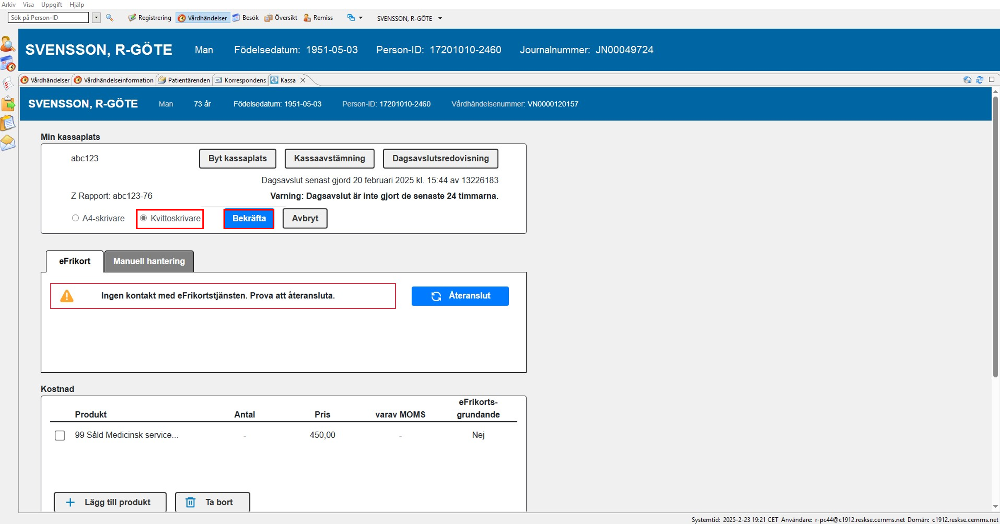 Arkiv Visa Uppgift Hjälp
Sök på Person-ID Registrering Vårdhändelser Besök Översikt Remiss SVENSSON, R-GÖTE
SVENSSON, R-GÖTE Man Födelsedatum: 1951-05-03 Person-ID: 17201010-2460 Journalnummer: JN00049724
Vårdhändelser Vårdhändelseinformation Patientärenden Korrespondens Kassa
SVENSSON, R-GÖTE Man 73 år Födelsedatum: 1951-05-03 Person-ID: 17201010-2460 Vårdhändelsenummer: VN0000120157
Min kassaplats
abc123 Byt kassaplats Kassaavstämning Dagsavslutsredovisning
Dagsavslut senast gjord 20 februari 2025 kl. 15:44 av 13226183
Z Rapport: abc123-76 Varning: Dagsavslut är inte gjort de senaste 24 timmarna.
A4-skrivare Kvittoskrivare Bekräfta Avbryt
eFrikort Manuell hantering
Ingen kontakt med eFrikortstjänsten. Prova att återansluta. Återanslut
Kostnad
eFrikorts-
Produkt Antal Pris varav MOMS grundande
99 Såld Medicinsk service... - 450,00 - Nej
Lägg till produkt Ta bort
Systemtid: 2025-2-23 19:21 CET Användare: r-pc44@c1912.reskse.cernms.net Domän: c1912.reskse.cernms.net